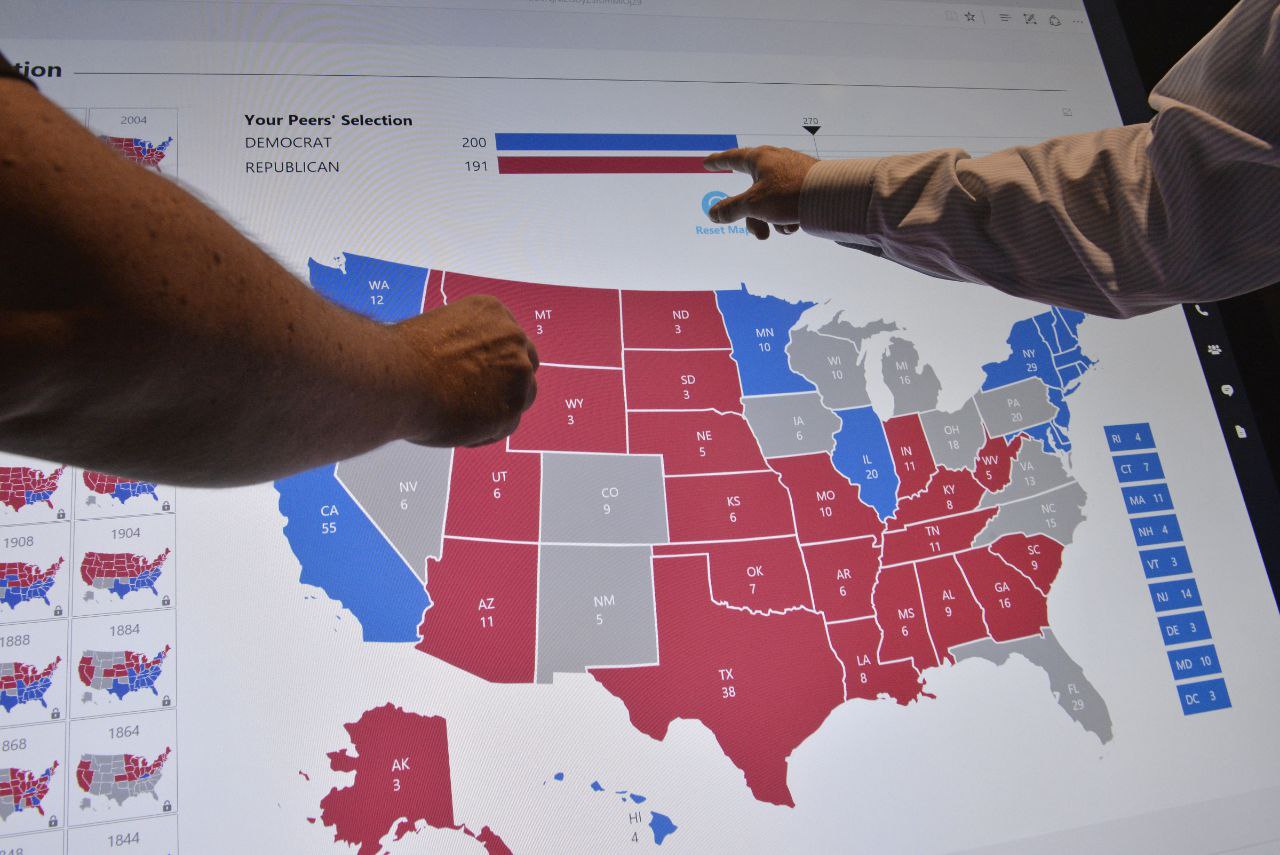 tion
2004
Your Peers' Selection
DEMOCRAT 200
REPUBLICAN 191
270
Reset Map
WA
12
MT
3
ND
3
MN
10
WI
10
MI
16
NY
29
SD
3
WY
3
IA
6
PA
20
NE
5
OH
18
IL
20
IN
11
WV
5
VA
13
NV
6
UT
6
CO
9
KS
6
MO
10
KY
8
NC
15
CA
55
TN
11
SC
9
AZ
11
NM
5
OK
7
AR
6
MS
6
AL
9
GA
16
LA
8
TX
38
FL
29
AK
3
HI
4
RI 4
CT 7
MA 11
NH 4
VT 3
NJ 14
DE 3
MD 10
DC 3
1908
1904
1888
1884
868
1864
848
1844